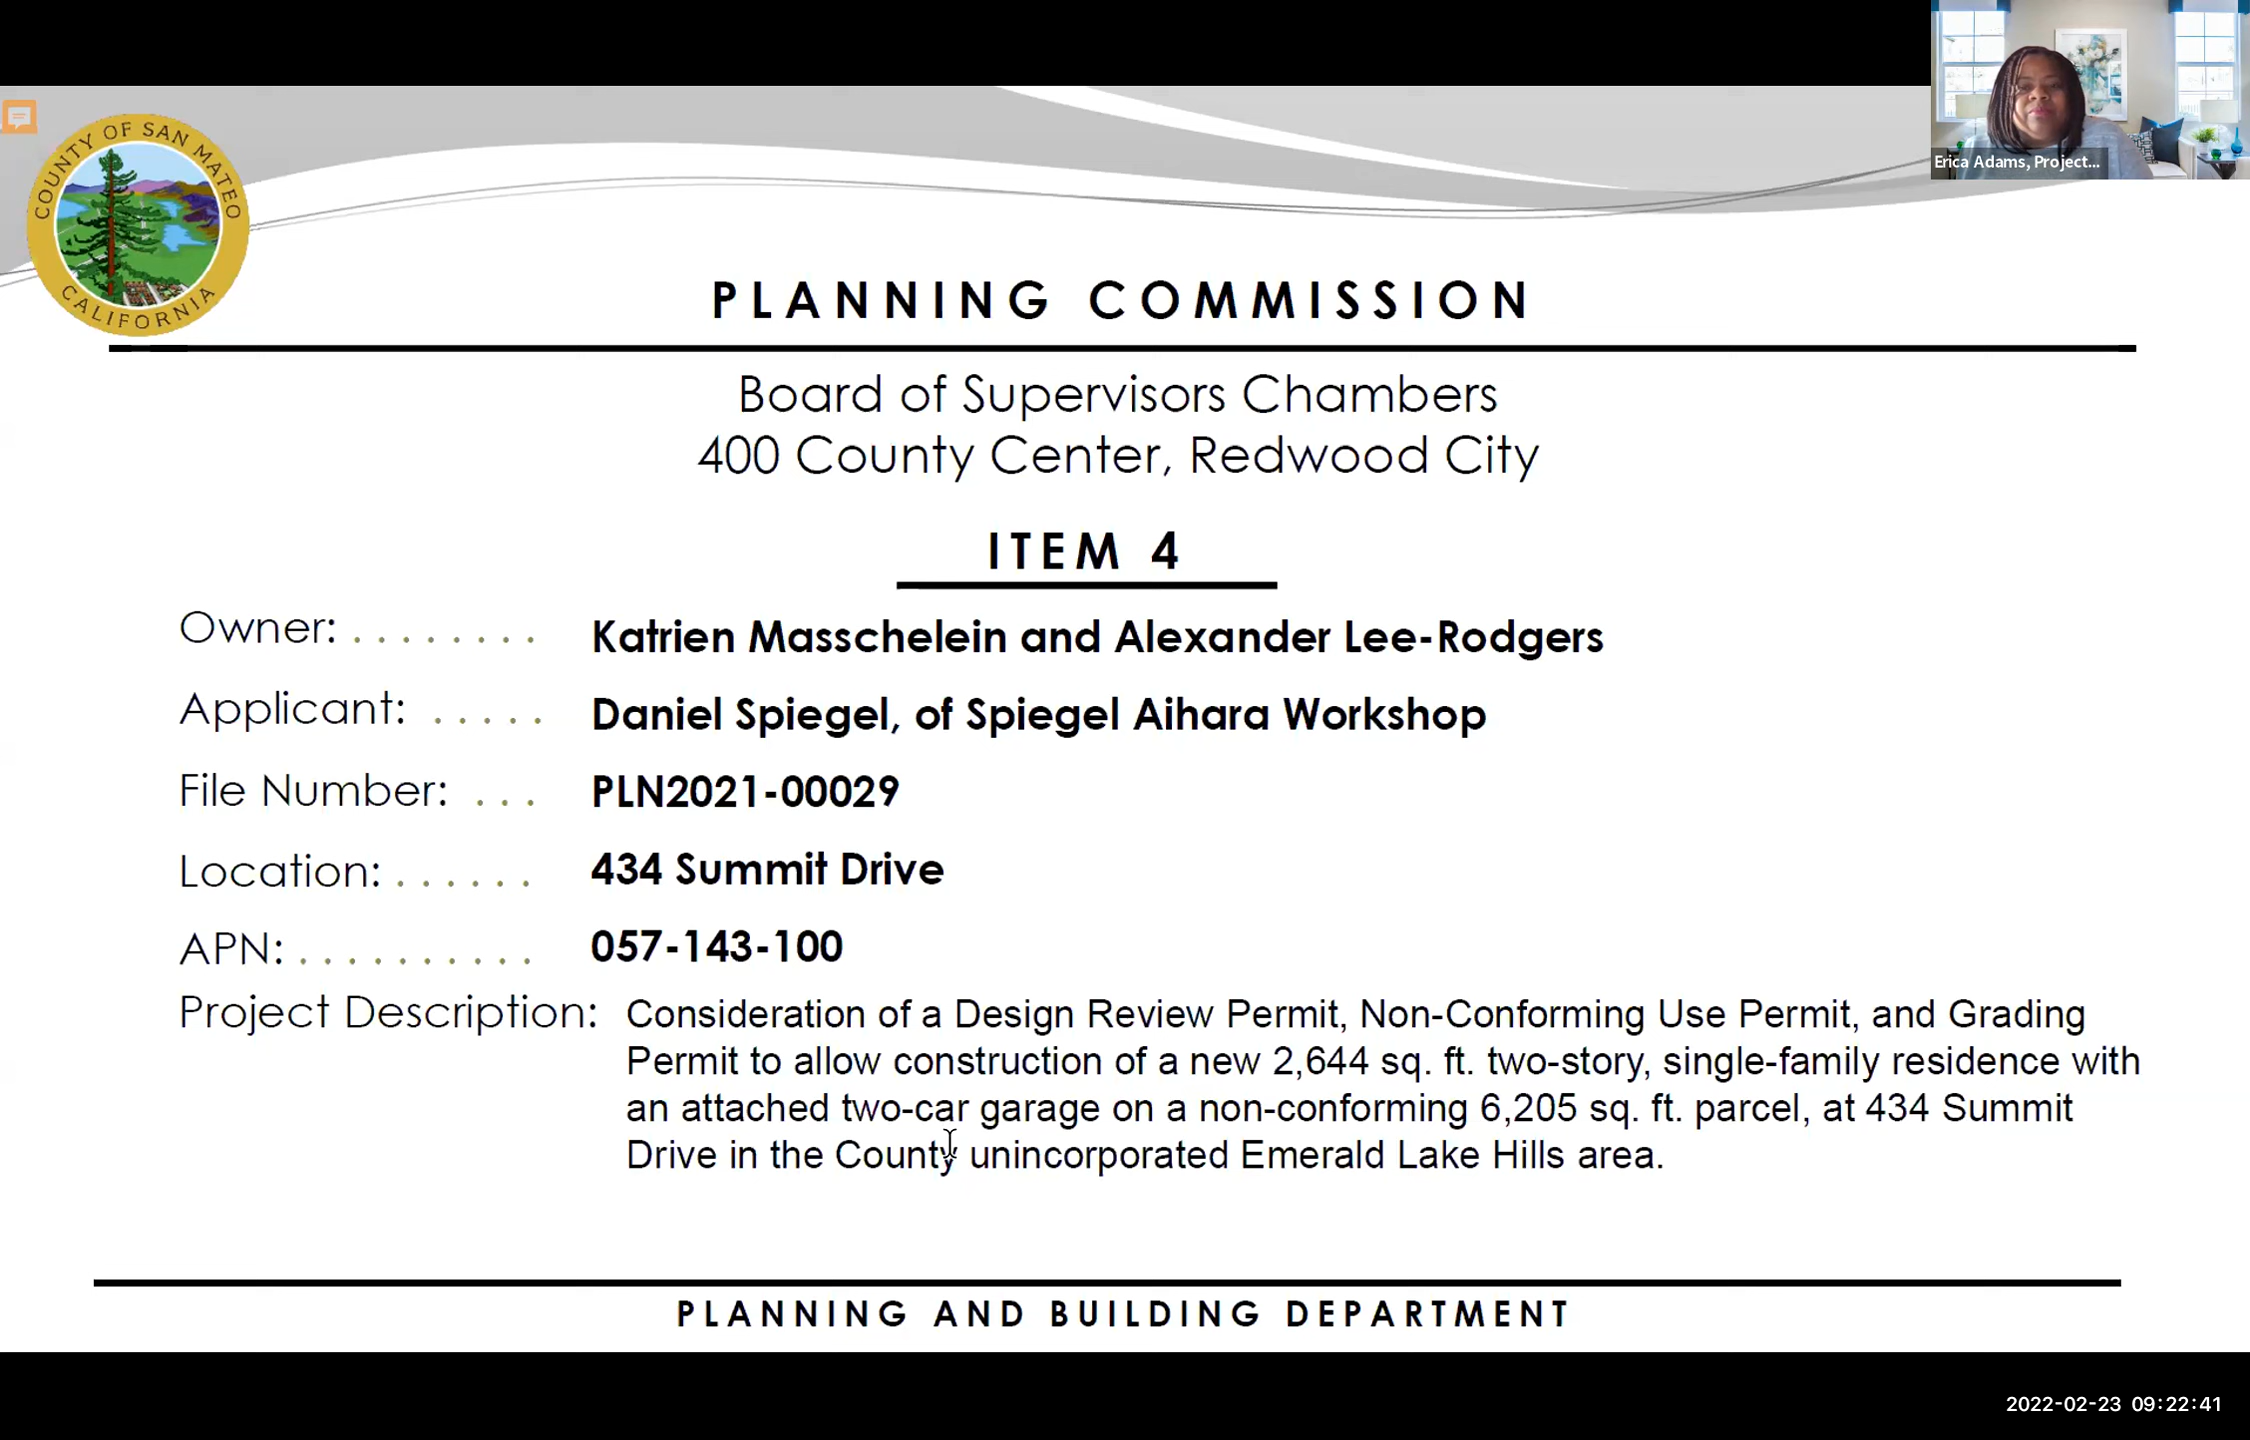 Erica Adams, Project...
COUNTY OF SAN MATEO
CALIFORNIA
PLANNING COMMISSION
Board of Supervisors Chambers
400 County Center, Redwood City
ITEM 4
Owner: ........ Katrien Masschelein and Alexander Lee-Rodgers
Applicant: ..... Daniel Spiegel, of Spiegel Aihara Workshop
File Number: ... PLN2021-00029
Location: ...... 434 Summit Drive
APN: .......... 057-143-100
Project Description: Consideration of a Design Review Permit, Non-Conforming Use Permit, and Grading
Permit to allow construction of a new 2,644 sq. ft. two-story, single-family residence with
an attached two-car garage on a non-conforming 6,205 sq. ft. parcel, at 434 Summit
Drive in the County unincorporated Emerald Lake Hills area.
PLANNING AND BUILDING DEPARTMENT
2022-02-23 09:22:41